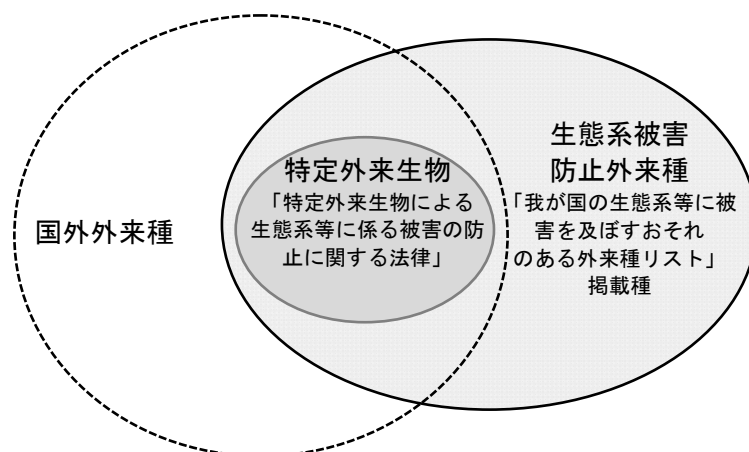 国外外来種
特定外来生物
「特定外来生物による
生態系等に係る被害の防
止に関する法律」
生態系被害
防止外来種
「我が国の生態系等に被
害を及ぼすおそれ
のある外来種リスト」
掲載種